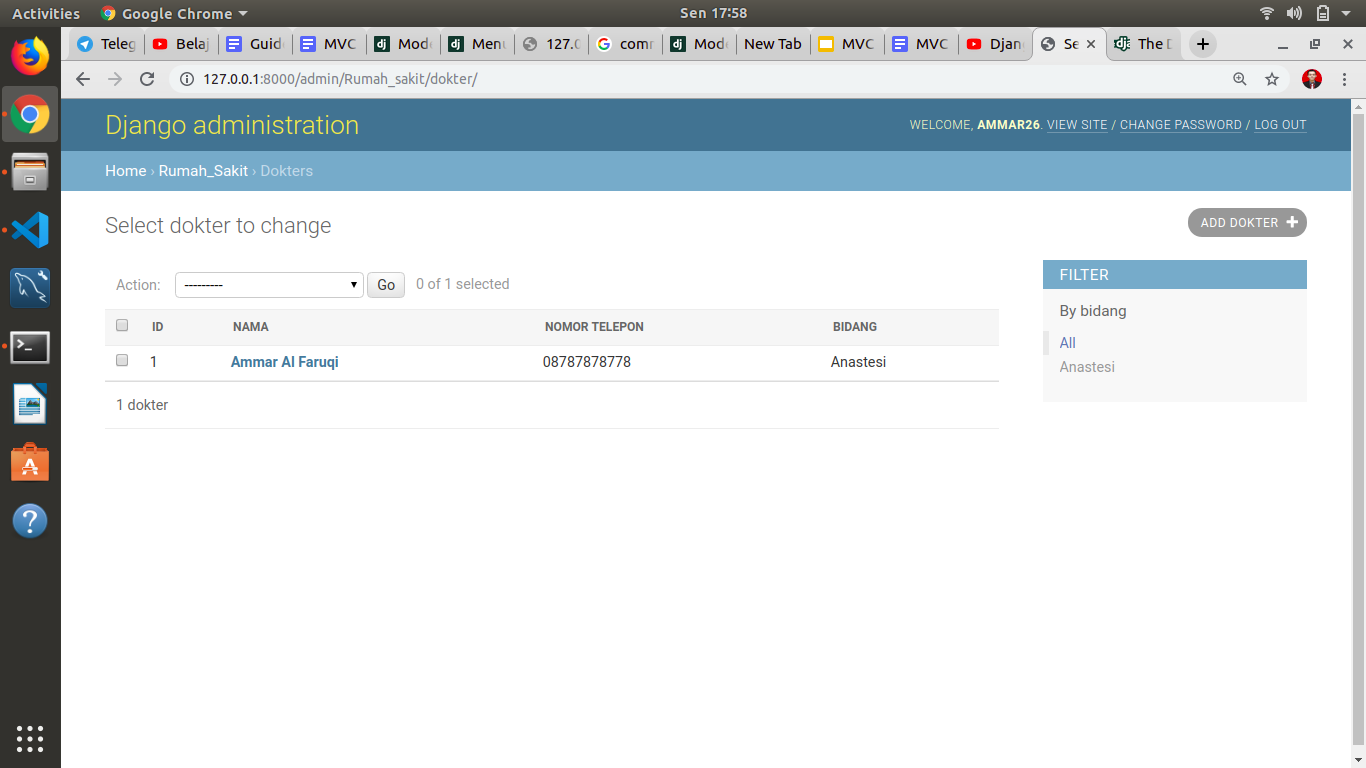 Activities Google Chrome Sen 17:58
Teleg Belaj Guid MVC Mode Menu 127.0 comm Mode New Tab MVC MVC Djan Se The D
127.0.0.1:8000/admin/Rumah_sakit/dokter/
Django administration
WELCOME, AMMAR26. VIEW SITE / CHANGE PASSWORD / LOG OUT
Home › Rumah_Sakit › Dokters
Select dokter to change
ADD DOKTER +
Action: --------- Go 0 of 1 selected
ID NAMA NOMOR TELEPON BIDANG
1 Ammar Al Faruqi 08787878778 Anastesi
1 dokter
FILTER
By bidang
All
Anastesi